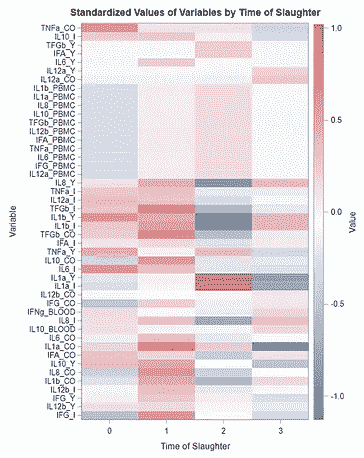 Standardized Values of Variables by Time of Slaughter
TNFa_CO
IL10_I
TFGb_Y
IFA_Y
IL6_Y
IL12a_Y
IL12a_CO
IL1b_PBMC
IL1a_PBMC
IL8_PBMC
IL10_PBMC
TFGb_PBMC
IL12b_PBMC
IFA_PBMC
TNFa_PBMC
IL6_PBMC
IFG_PBMC
IL12a_PBMC
IL8_Y
TNFa_I
IL12a_I
TFGb_I
IL1b_Y
IL1b_I
TFGb_CO
IFA_I
TNFa_Y
IL10_CO
IL6_I
IL1a_Y
IL1a_I
IL12b_CO
IFG_CO
IFNg_BLOOD
IL8_I
IL10_BLOOD
IL6_CO
IL1a_CO
IFA_CO
IL10_Y
IL8_CO
IL1b_CO
IL12b_I
IFG_Y
IL12b_Y
IFG_I
Variable
0 1 2 3
Time of Slaughter
1.0
0.5
0.0
-0.5
-1.0
Value